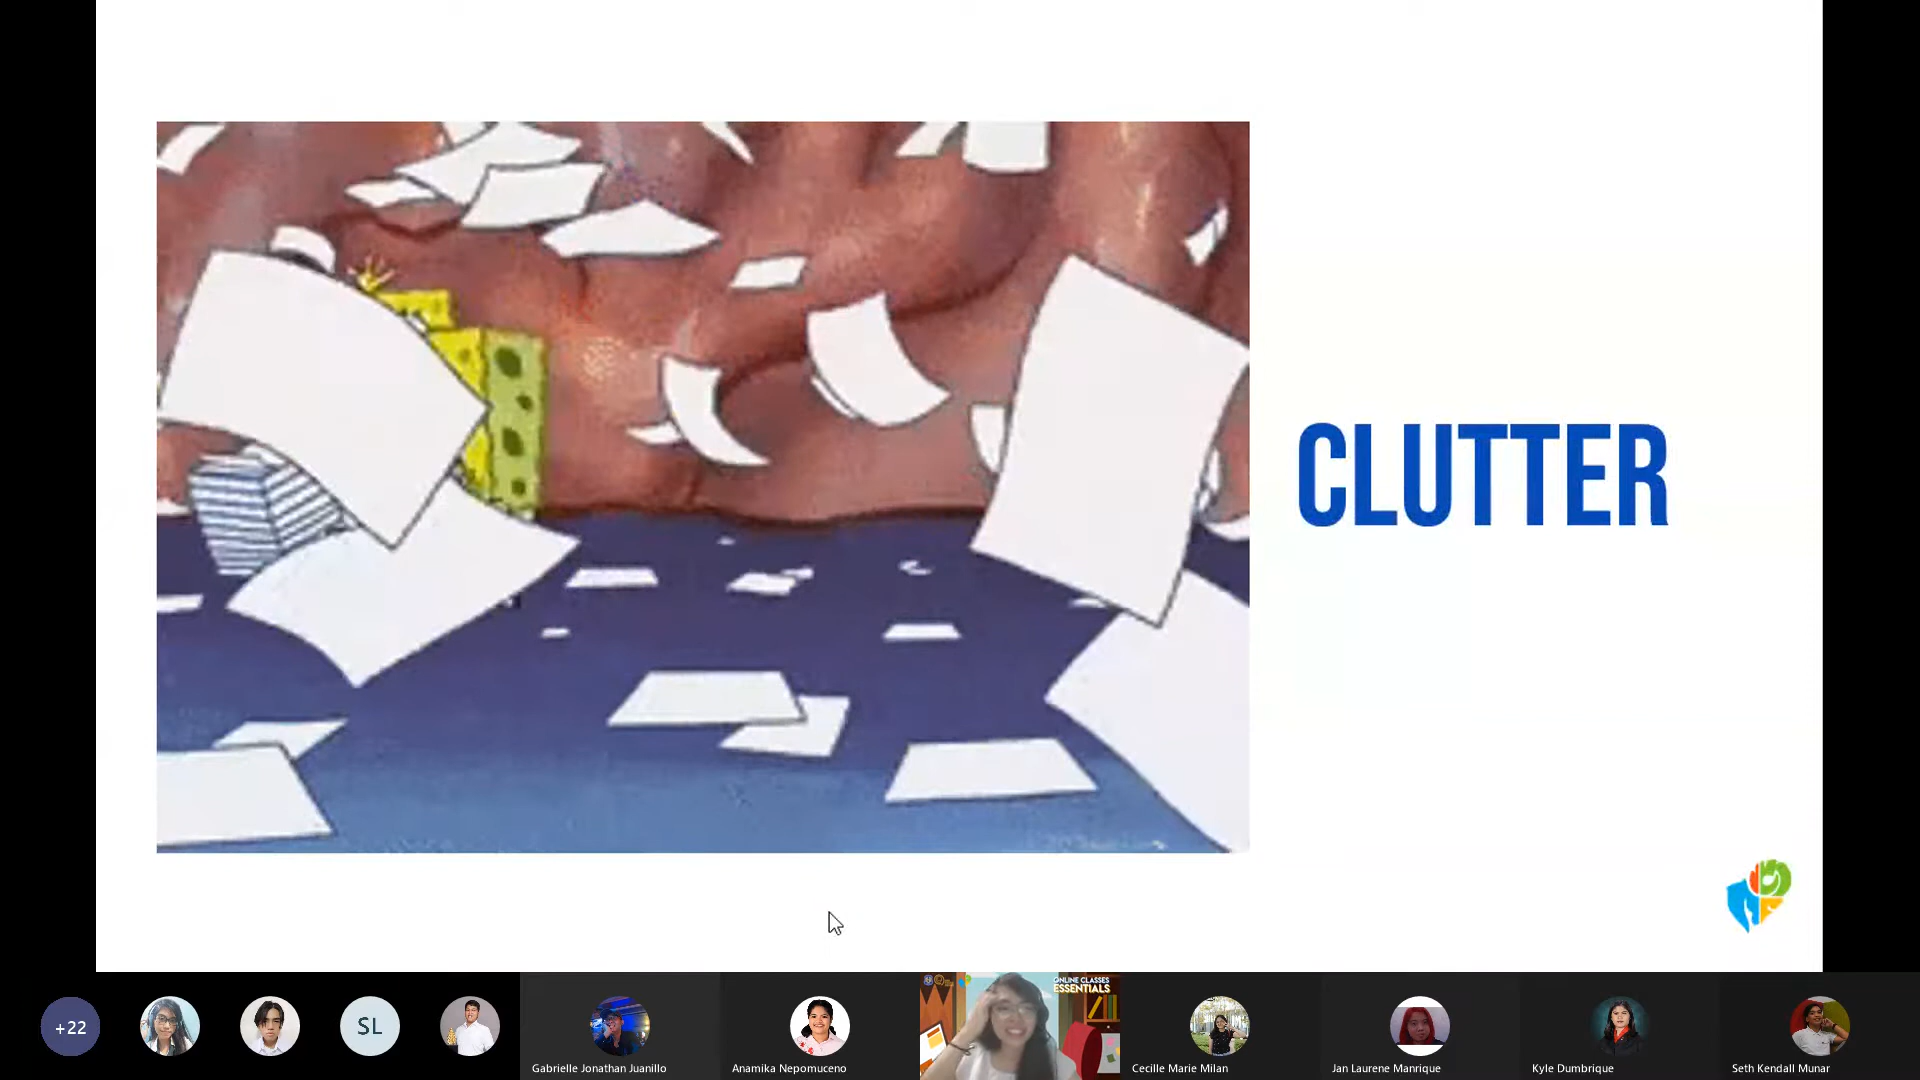 CLUTTER
+22
SL
Gabrielle Jonathan Juanillo
Anamika Nepomuceno
ONLINE CLASSES
ESSENTIALS
Cecille Marie Milan
Jan Laurene Manrique
Kyle Dumbrique
Seth Kendall Munar